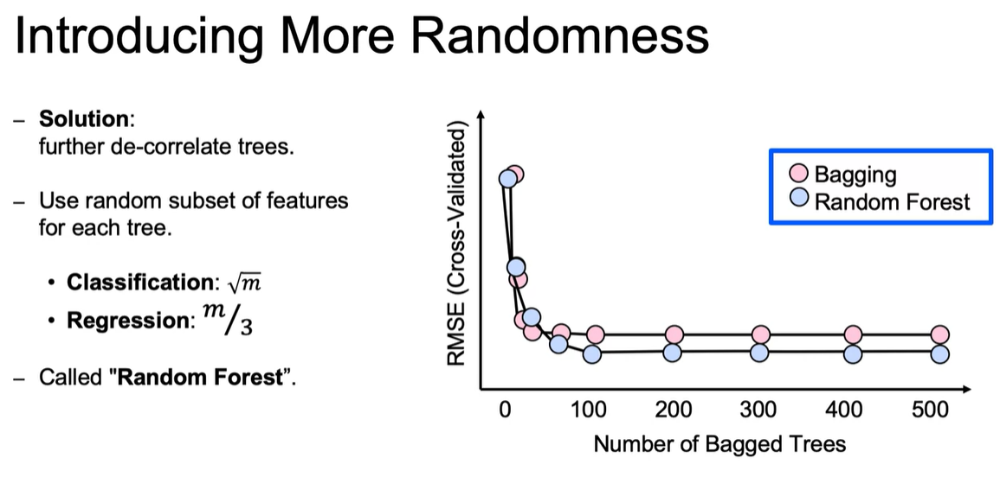 Introducing More Randomness
– Solution:
further de-correlate trees.
– Use random subset of features
for each tree.
• Classification: √m
• Regression: m/3
– Called "Random Forest”.
RMSE (Cross-Validated)
Bagging
Random Forest
0 100 200 300 400 500
Number of Bagged Trees